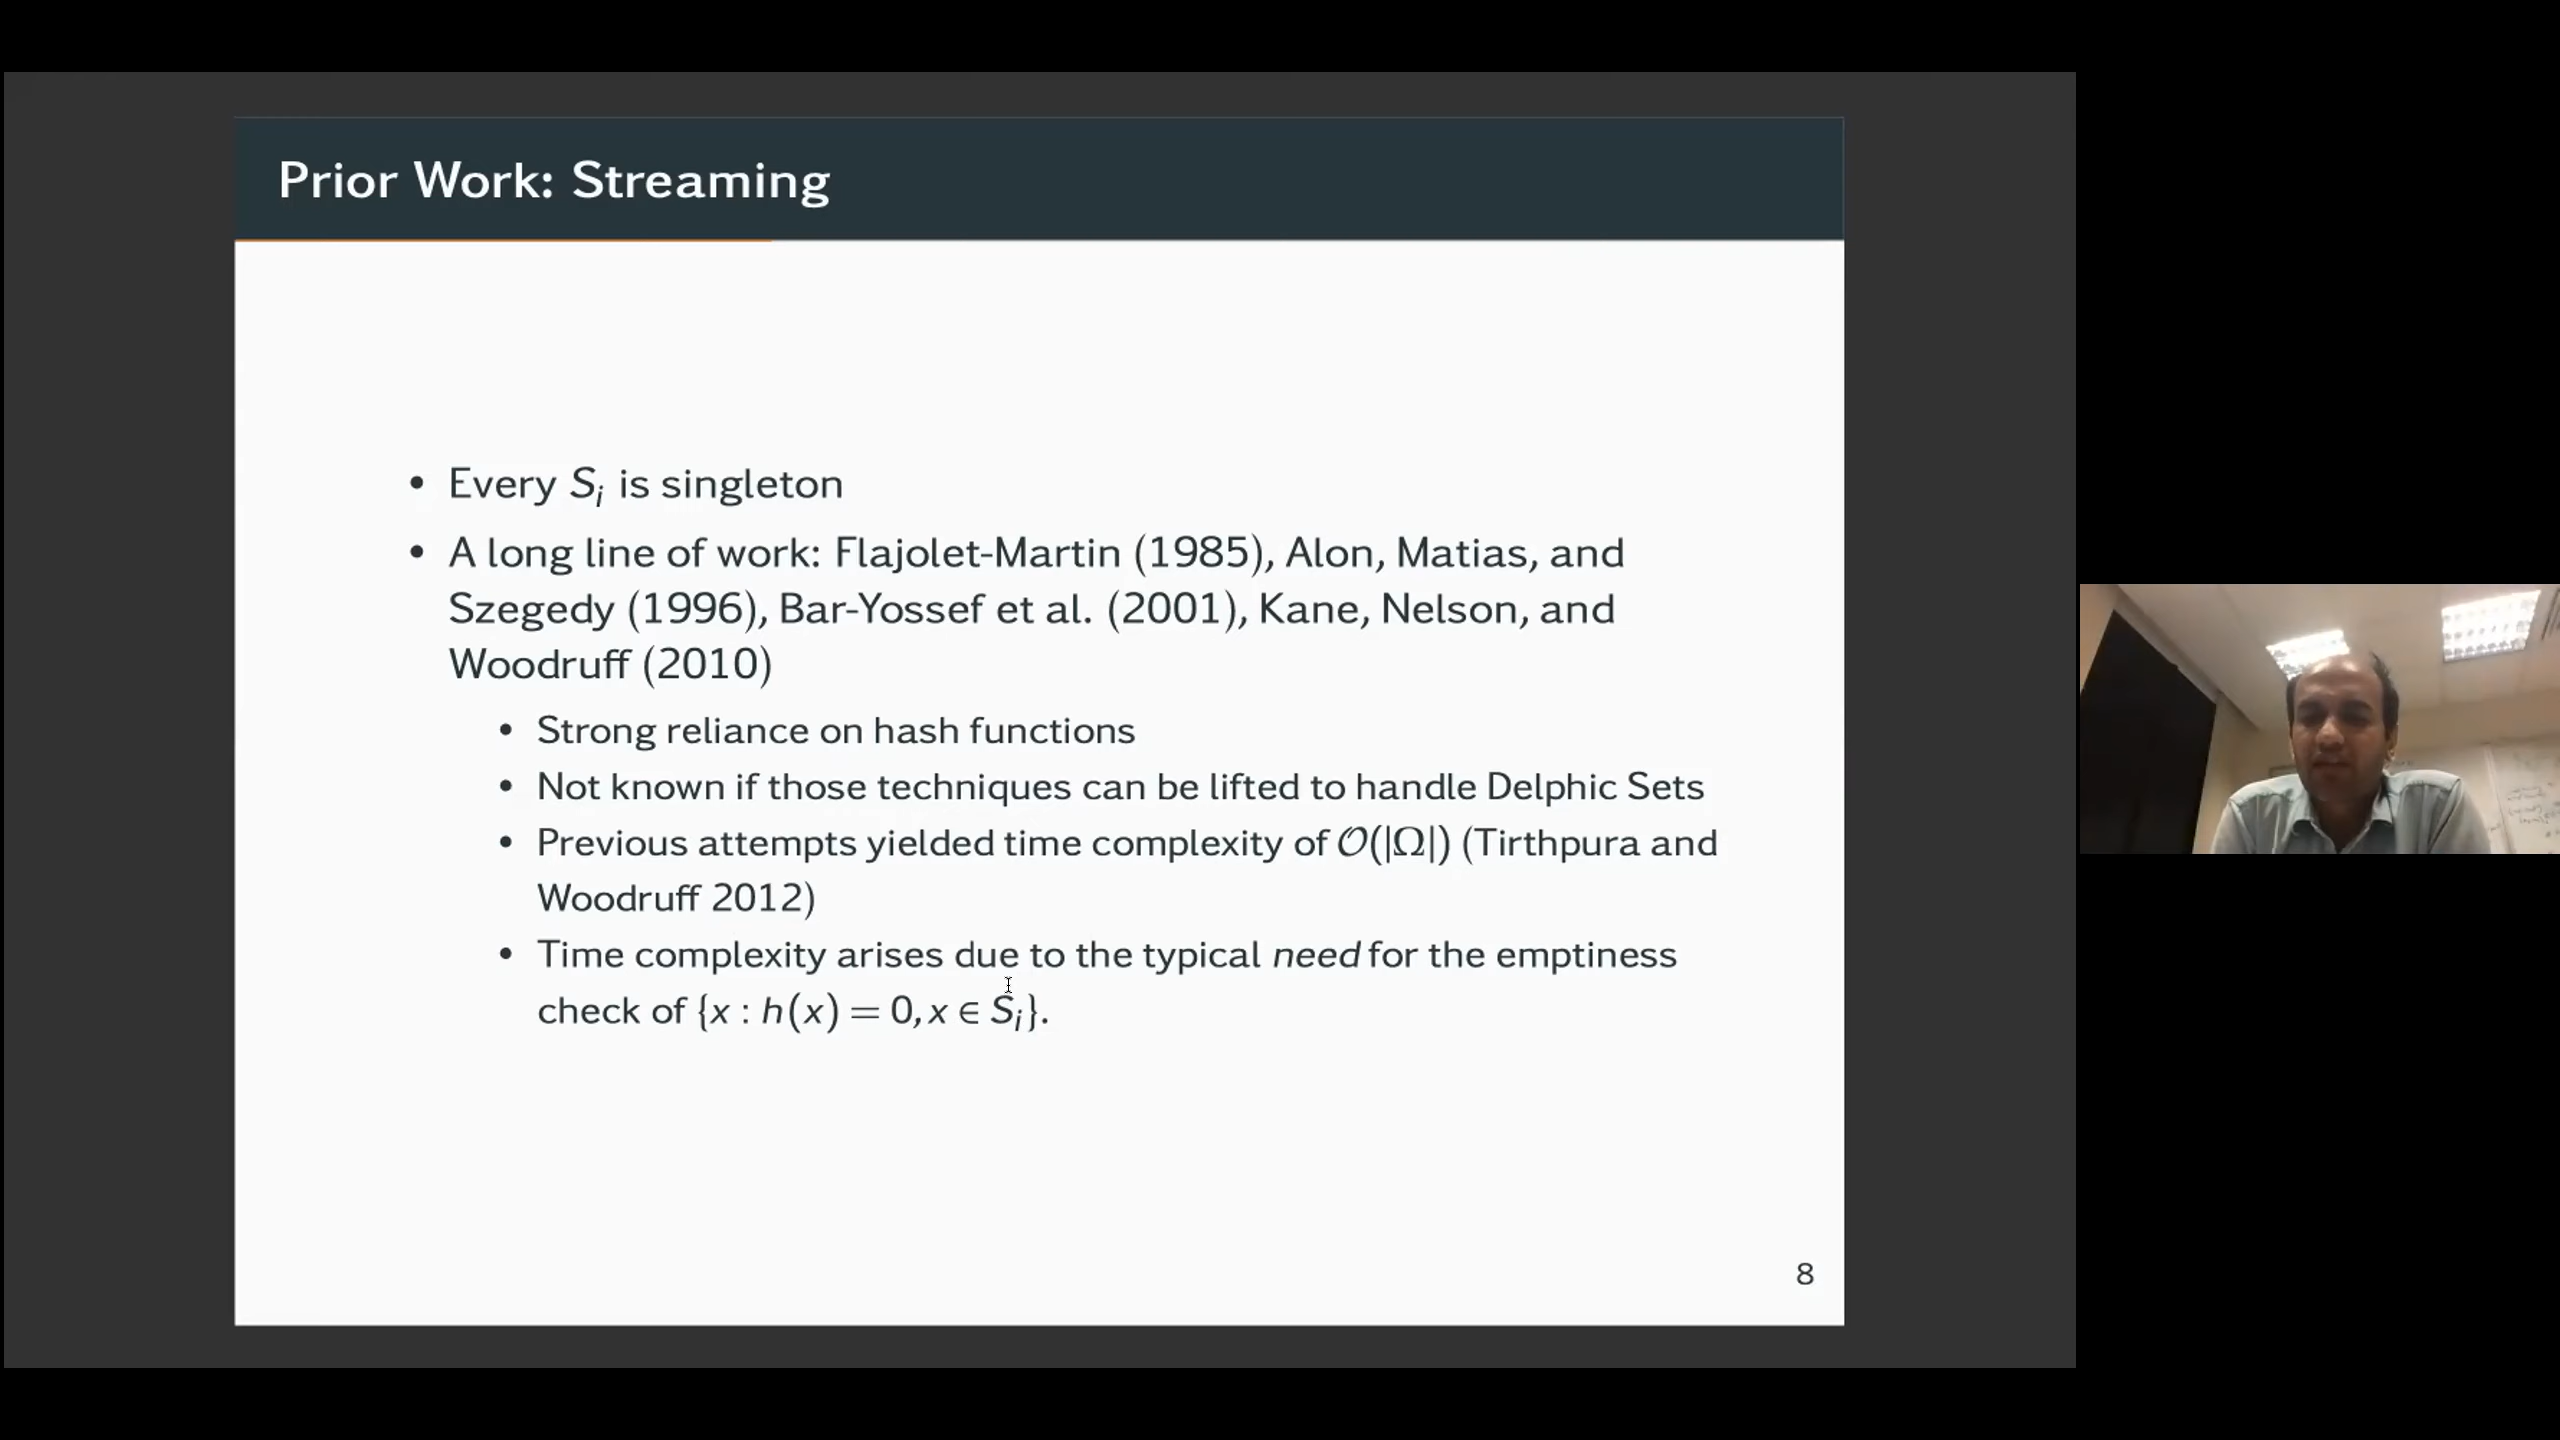 Prior Work: Streaming
• Every Sᵢ is singleton
• A long line of work: Flajolet-Martin (1985), Alon, Matias, and
Szegedy (1996), Bar-Yossef et al. (2001), Kane, Nelson, and
Woodruff (2010)
• Strong reliance on hash functions
• Not known if those techniques can be lifted to handle Delphic Sets
• Previous attempts yielded time complexity of 𝒪(|Ω|) (Tirthpura and
Woodruff 2012)
• Time complexity arises due to the typical need for the emptiness
check of {x : h(x) = 0, x ∈ Sᵢ}.
8